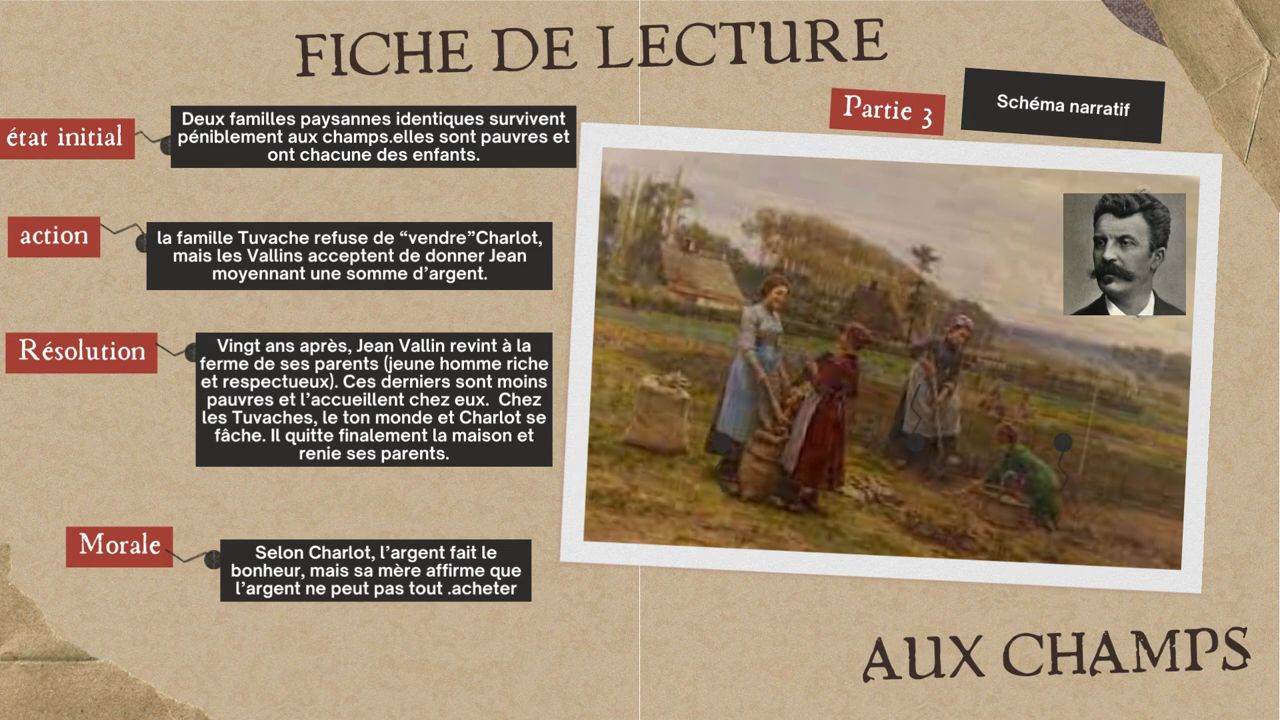 FICHE DE LECTURE
Partie 3
Schéma narratif
état initial
Deux familles paysannes identiques survivent
péniblement aux champs.elles sont pauvres et
ont chacune des enfants.
action
la famille Tuvache refuse de “vendre”Charlot,
mais les Vallins acceptent de donner Jean
moyennant une somme d’argent.
Résolution
Vingt ans après, Jean Vallin revint à la
ferme de ses parents (jeune homme riche
et respectueux). Ces derniers sont moins
pauvres et l’accueillent chez eux.  Chez
les Tuvaches, le ton monde et Charlot se
fâche. Il quitte finalement la maison et
renie ses parents.
Morale
Selon Charlot, l’argent fait le
bonheur, mais sa mère affirme que
l’argent ne peut pas tout .acheter
AUX CHAMPS